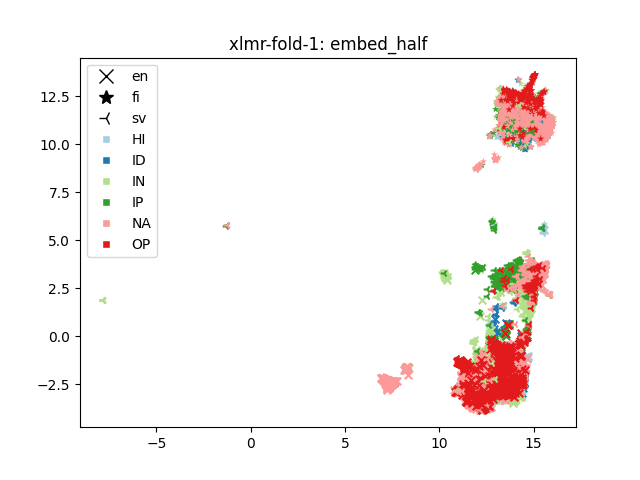 xlmr-fold-1: embed_half
en
fi
sv
HI
ID
IN
IP
NA
OP
12.5
10.0
7.5
5.0
2.5
0.0
−2.5
−5 0 5 10 15